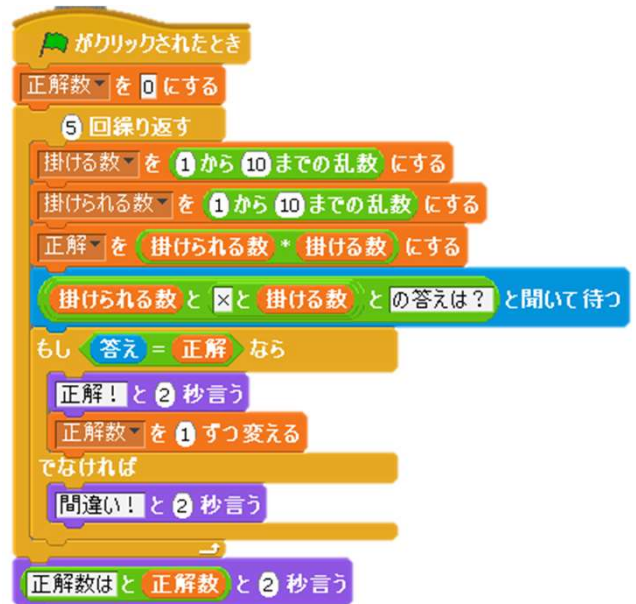 がクリックされたとき
正解数 を 0 にする
5 回繰り返す
掛ける数 を 1 から 10 までの乱数 にする
掛けられる数 を 1 から 10 までの乱数 にする
正解 を 掛けられる数 * 掛ける数 にする
掛けられる数 と × と 掛ける数 と の答えは? と聞いて待つ
もし 答え = 正解 なら
正解! と 2 秒言う
正解数 を 1 ずつ変える
でなければ
間違い! と 2 秒言う
正解数は と 正解数 と 2 秒言う